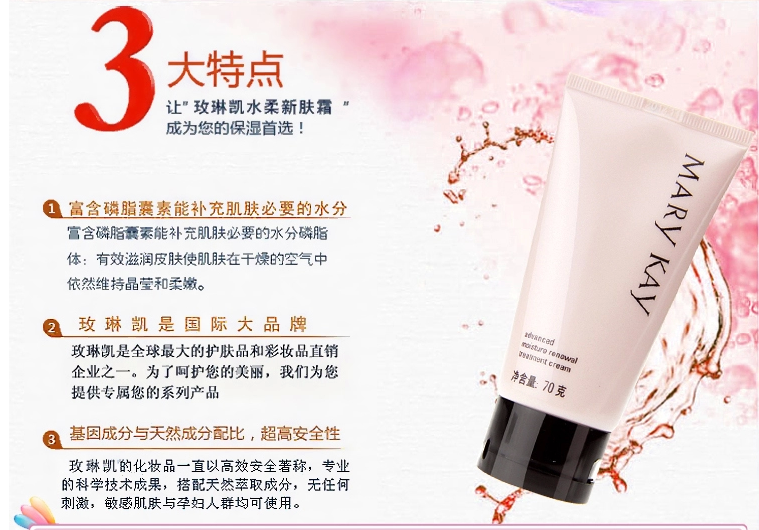 3
大特点
让"玫琳凯水柔新肤霜"
成为您的保湿首选！
1 富含磷脂囊素能补充肌肤必要的水分
富含磷脂囊素能补充肌肤必要的水分磷脂
体：有效滋润皮肤使肌肤在干燥的空气中
依然维持晶莹和柔嫩。
2 玫琳凯是国际大品牌
玫琳凯是全球最大的护肤品和彩妆品直销
企业之一。为了呵护您的美丽，我们为您
提供专属您的系列产品
3 基因成分与天然成分配比，超高安全性
玫琳凯的化妆品一直以高效安全著称，专业
的科学技术成果，搭配天然萃取成分，无任何
刺激，敏感肌肤与孕妇人群均可使用。
MARY KAY
advanced
moisture renewal
treatment cream
净含量：70克